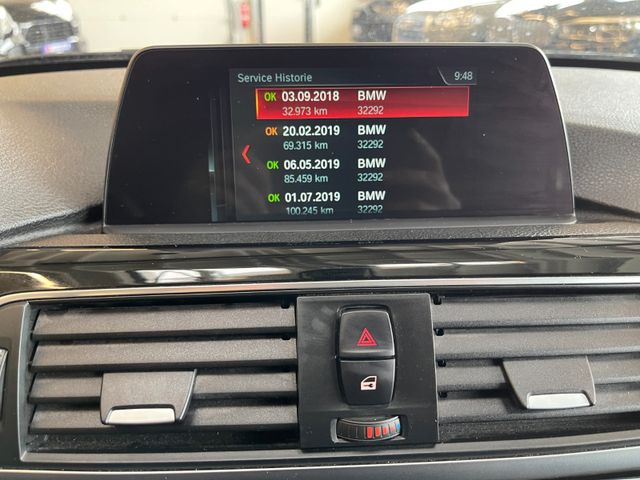 Service Historie 9:48
OK 03.09.2018 BMW
32.973 km 32292
OK 20.02.2019 BMW
69.315 km 32292
OK 06.05.2019 BMW
85.459 km 32292
OK 01.07.2019 BMW
100.245 km 32292